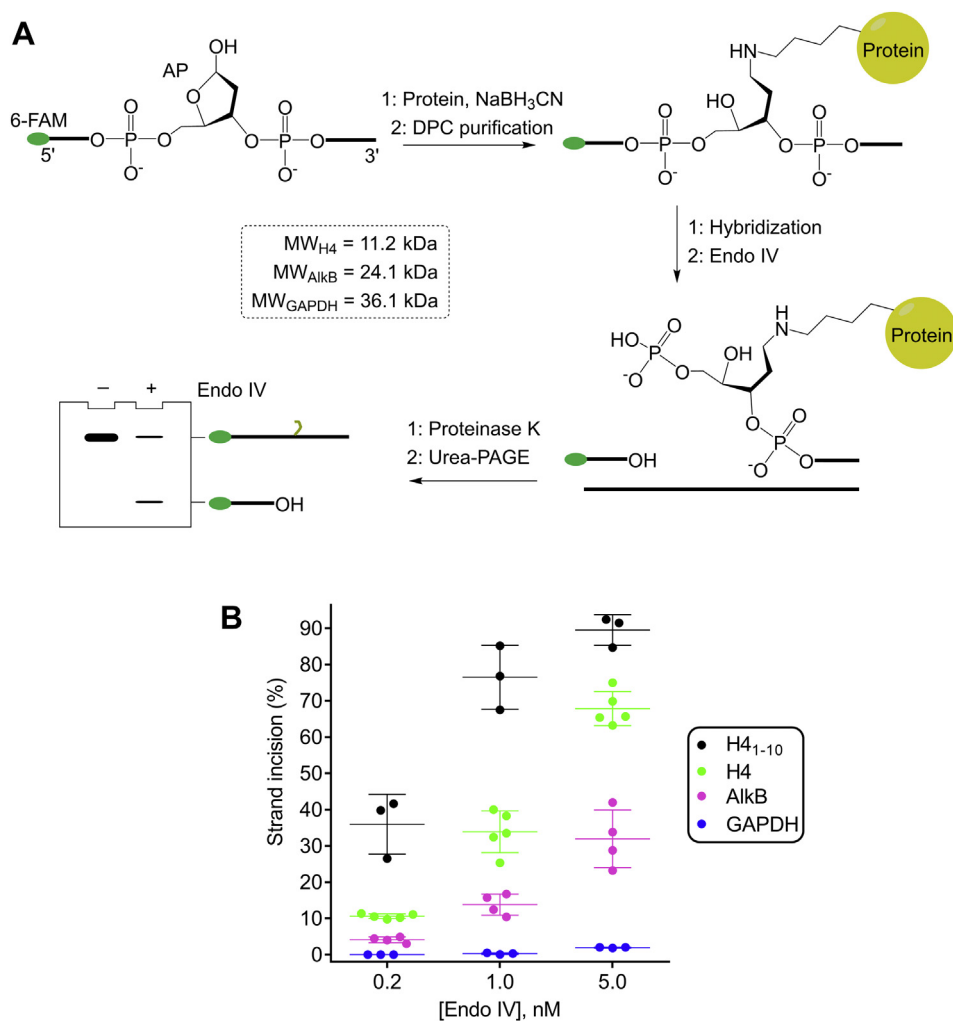 A
OH
AP
6-FAM
5'
O
P
O
O-
O
O
O
P
O
O-
3'
1: Protein, NaBH3CN
2: DPC purification
HN
Protein
HO
O
P
O
O-
O
O
P
O
O-
MWH4 = 11.2 kDa
MWAlkB = 24.1 kDa
MWGAPDH = 36.1 kDa
1: Hybridization
2: Endo IV
H
N
Protein
HO
O
P
-O
O
OH
O
O
P
-O
O
OH
− + Endo IV
1: Proteinase K
2: Urea-PAGE
OH
B
Strand incision (%)
90
80
70
60
50
40
30
20
10
0
0.2 1.0 5.0
[Endo IV], nM
H41-10
H4
AlkB
GAPDH